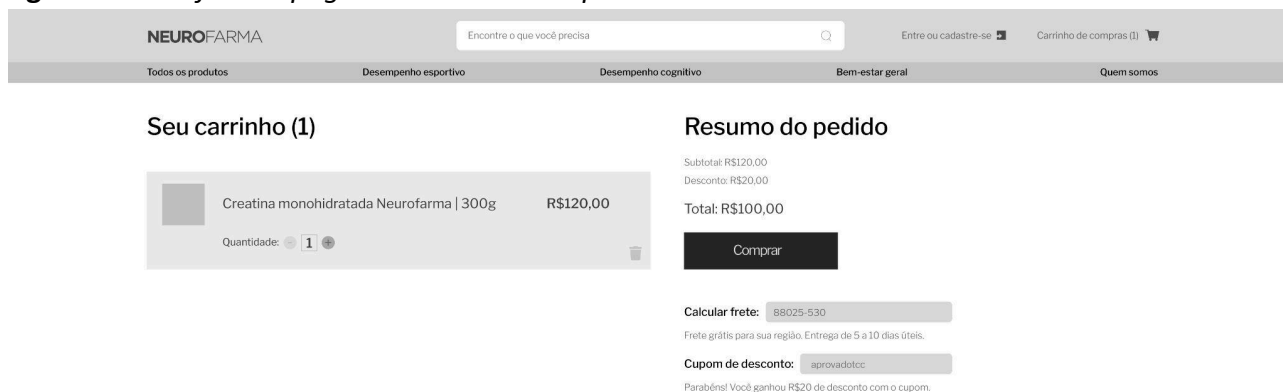 NEUROFARMA
Encontre o que você precisa
Entre ou cadastre-se
Carrinho de compras (1)
Todos os produtos
Desempenho esportivo
Desempenho cognitivo
Bem-estar geral
Quem somos
Seu carrinho (1)
Creatina monohidratada Neurofarma | 300g
R$120,00
Quantidade: - 1 +
Resumo do pedido
Subtotal: R$120,00
Desconto: R$20,00
Total: R$100,00
Comprar
Calcular frete: 88025-530
Frete grátis para sua região. Entrega de 5 a 10 dias úteis.
Cupom de desconto: aprovadotcc
Parabéns! Você ganhou R$20 de desconto com o cupom.